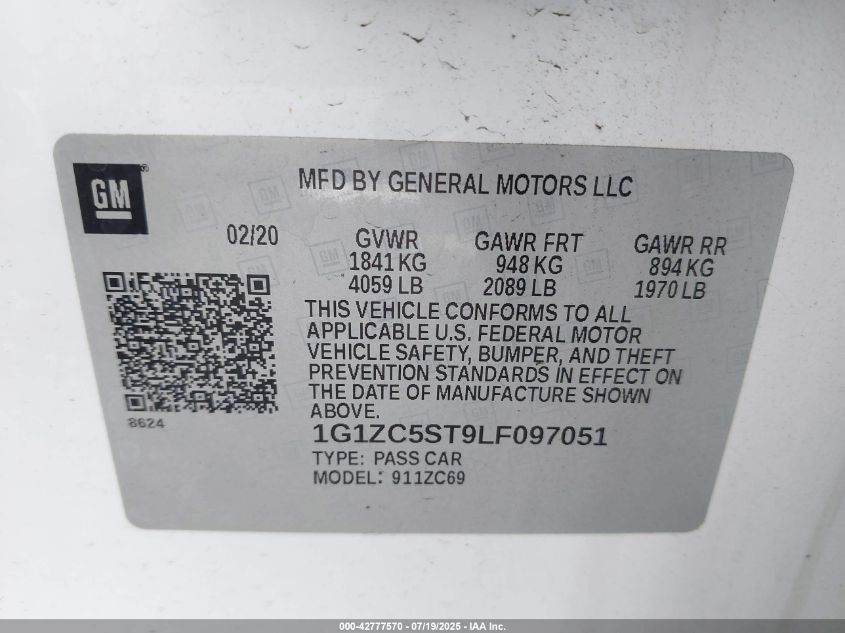 GM
MFD BY GENERAL MOTORS LLC
02/20 GVWR GAWR FRT GAWR RR
1841 KG 948 KG 894 KG
4059 LB 2089 LB 1970 LB
THIS VEHICLE CONFORMS TO ALL
APPLICABLE U.S. FEDERAL MOTOR
VEHICLE SAFETY, BUMPER, AND THEFT
PREVENTION STANDARDS IN EFFECT ON
THE DATE OF MANUFACTURE SHOWN
ABOVE.
8624
1G1ZC5ST9LF097051
TYPE: PASS CAR
MODEL: 911ZC69
000-42777570 - 07/19/2025 - IAA Inc.